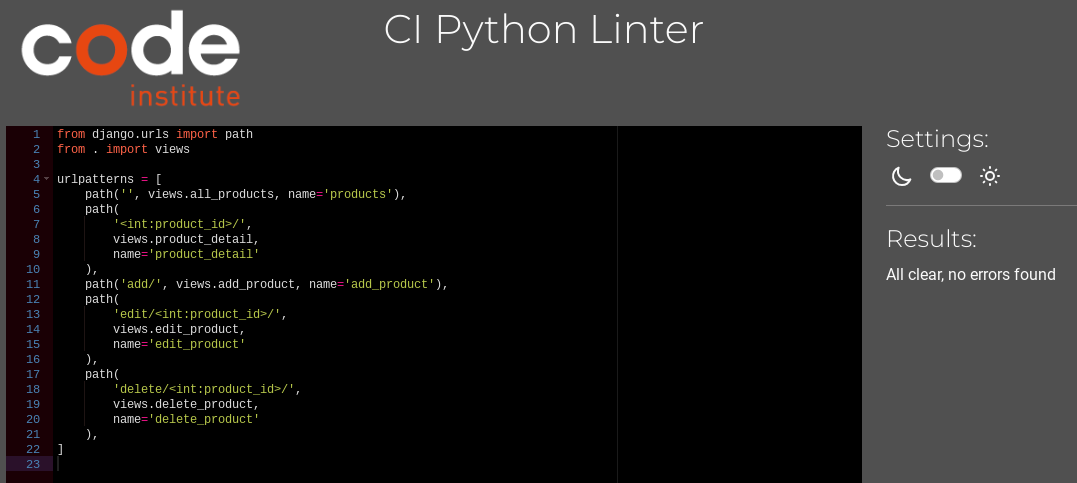 code
institute
CI Python Linter
1 from django.urls import path
2 from . import views
3
4 urlpatterns = [
5     path('', views.all_products, name='products'),
6     path(
7         '<int:product_id>/',
8         views.product_detail,
9         name='product_detail'
10     ),
11     path('add/', views.add_product, name='add_product'),
12     path(
13         'edit/<int:product_id>/',
14         views.edit_product,
15         name='edit_product'
16     ),
17     path(
18         'delete/<int:product_id>/',
19         views.delete_product,
20         name='delete_product'
21     ),
22 ]
23
Settings:
Results:
All clear, no errors found